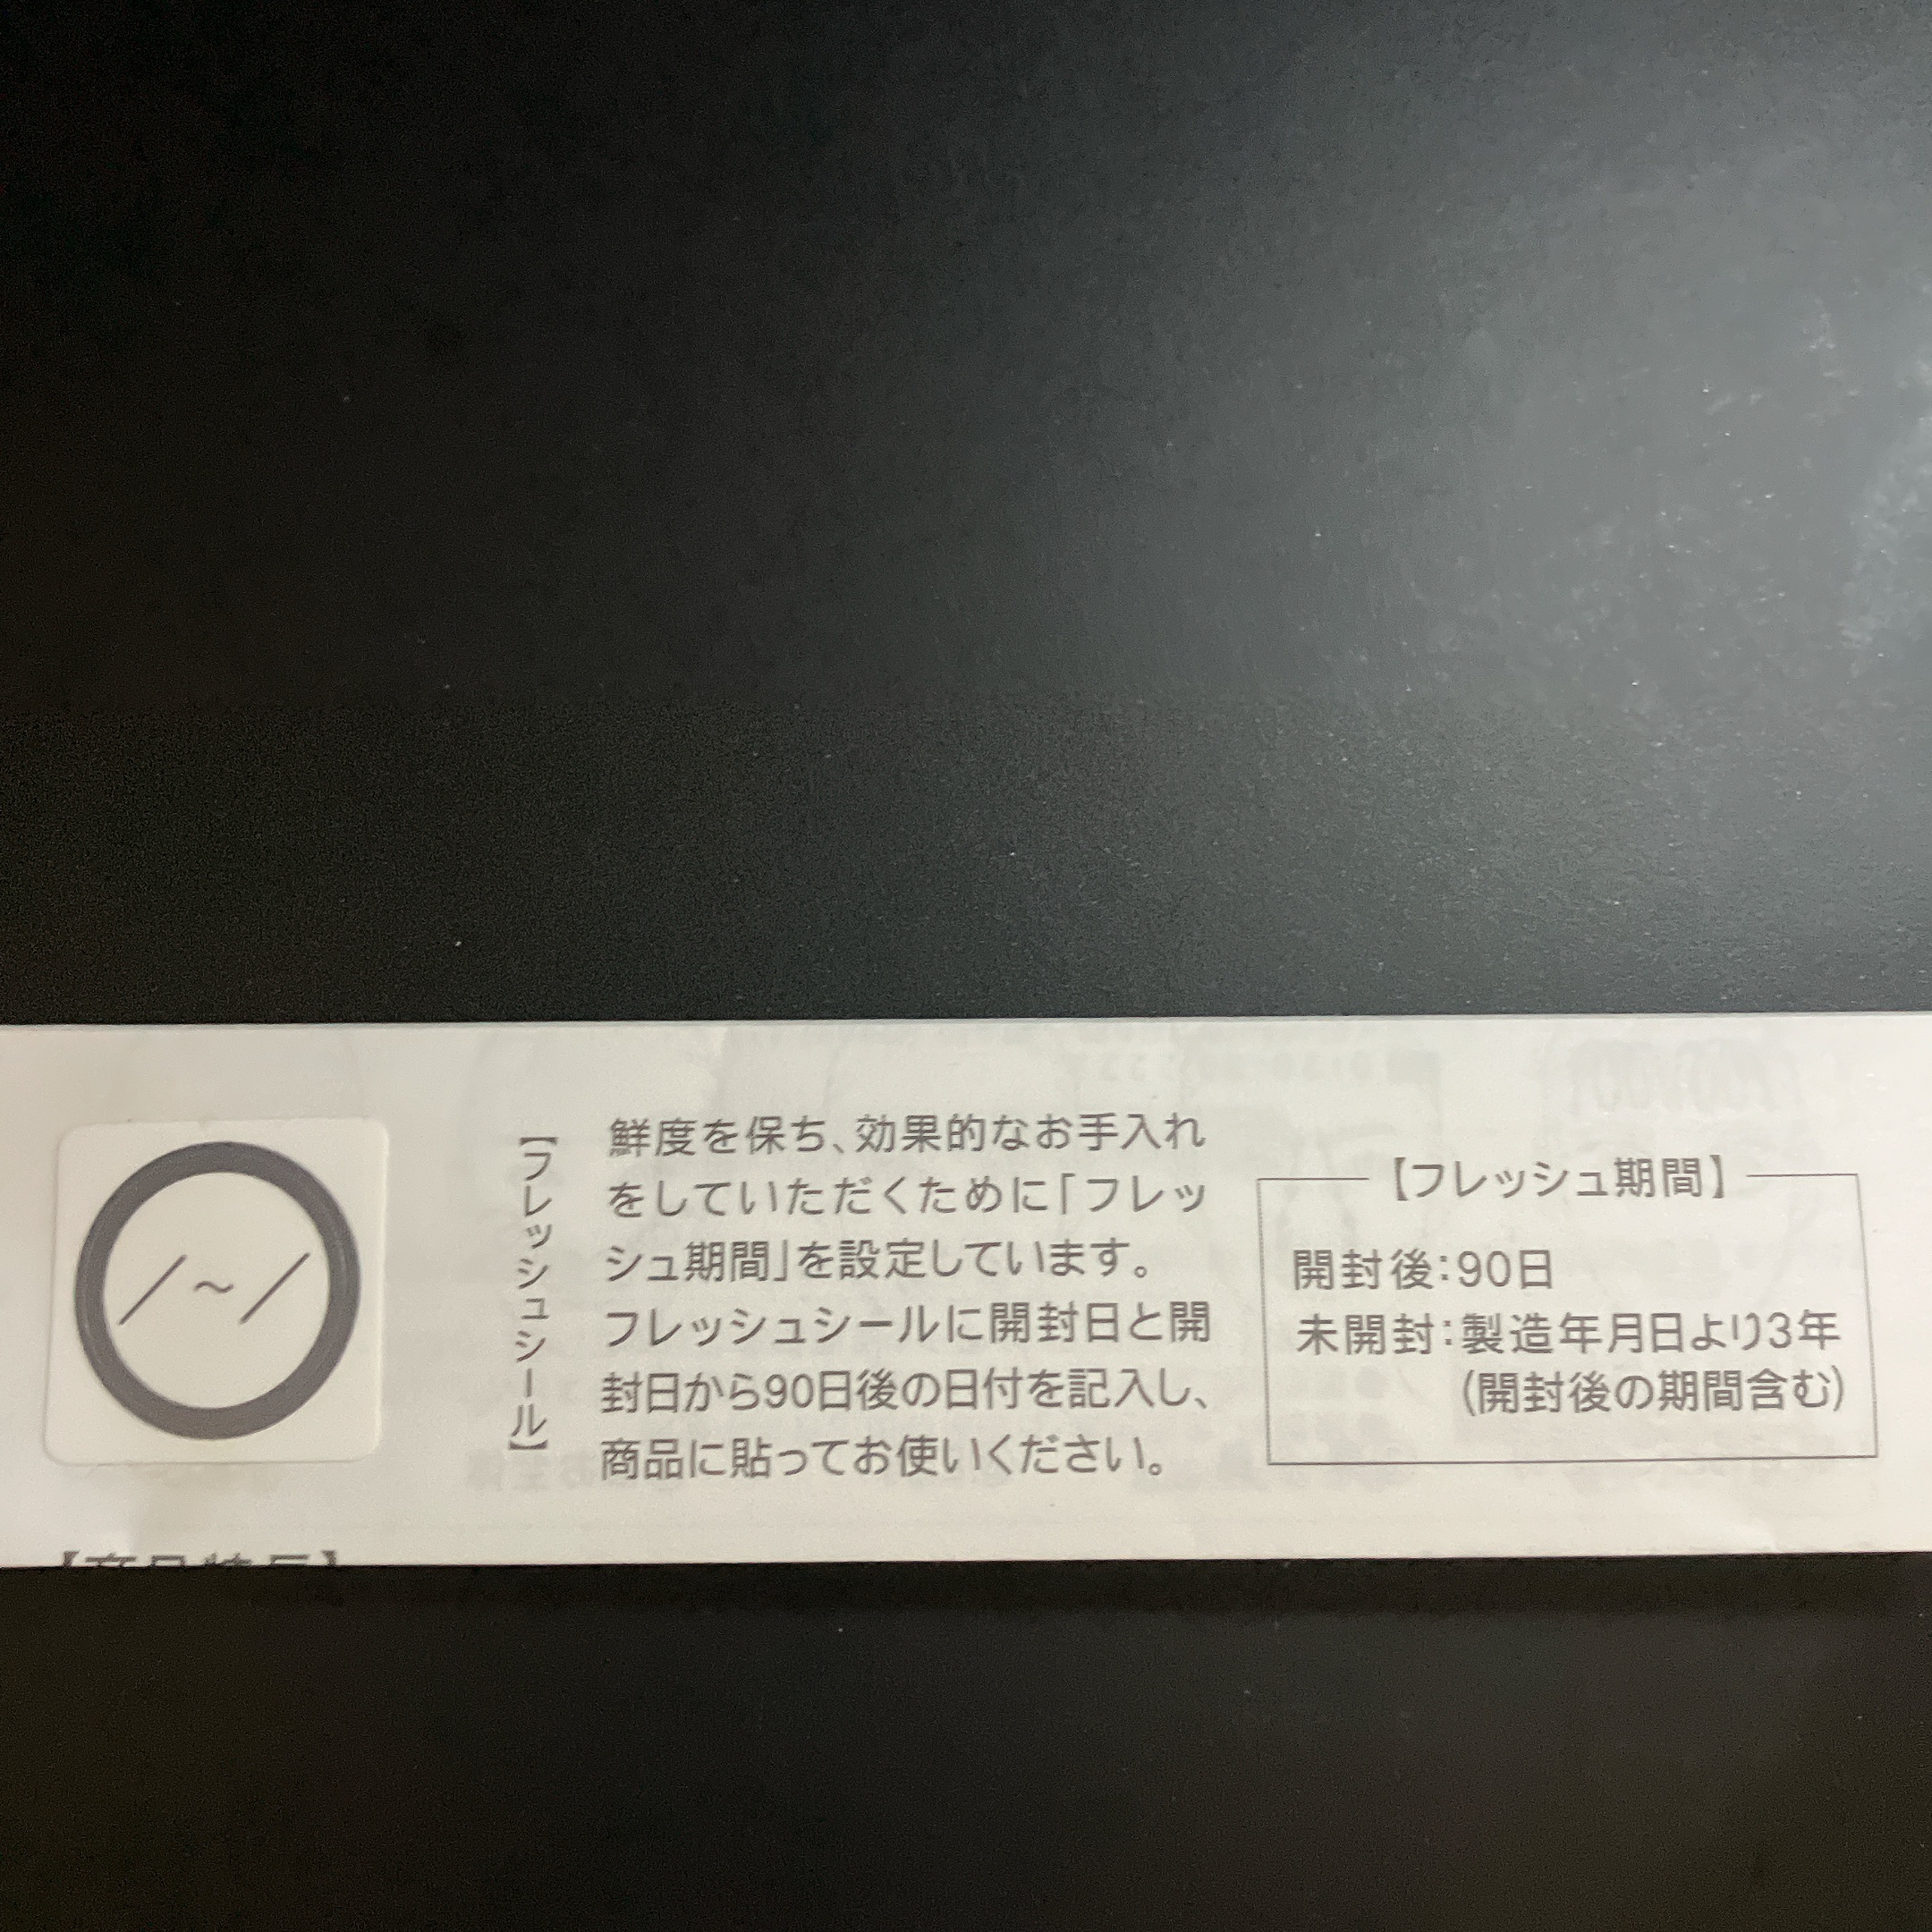 ／～／
【フレッシュシール】
鮮度を保ち、効果的なお手入れ
をしていただくために「フレッ
シュ期間」を設定しています。
フレッシュシールに開封日と開
封日から90日後の日付を記入し、
商品に貼ってお使いください。
【フレッシュ期間】
開封後：90日
未開封：製造年月日より3年
(開封後の期間含む)